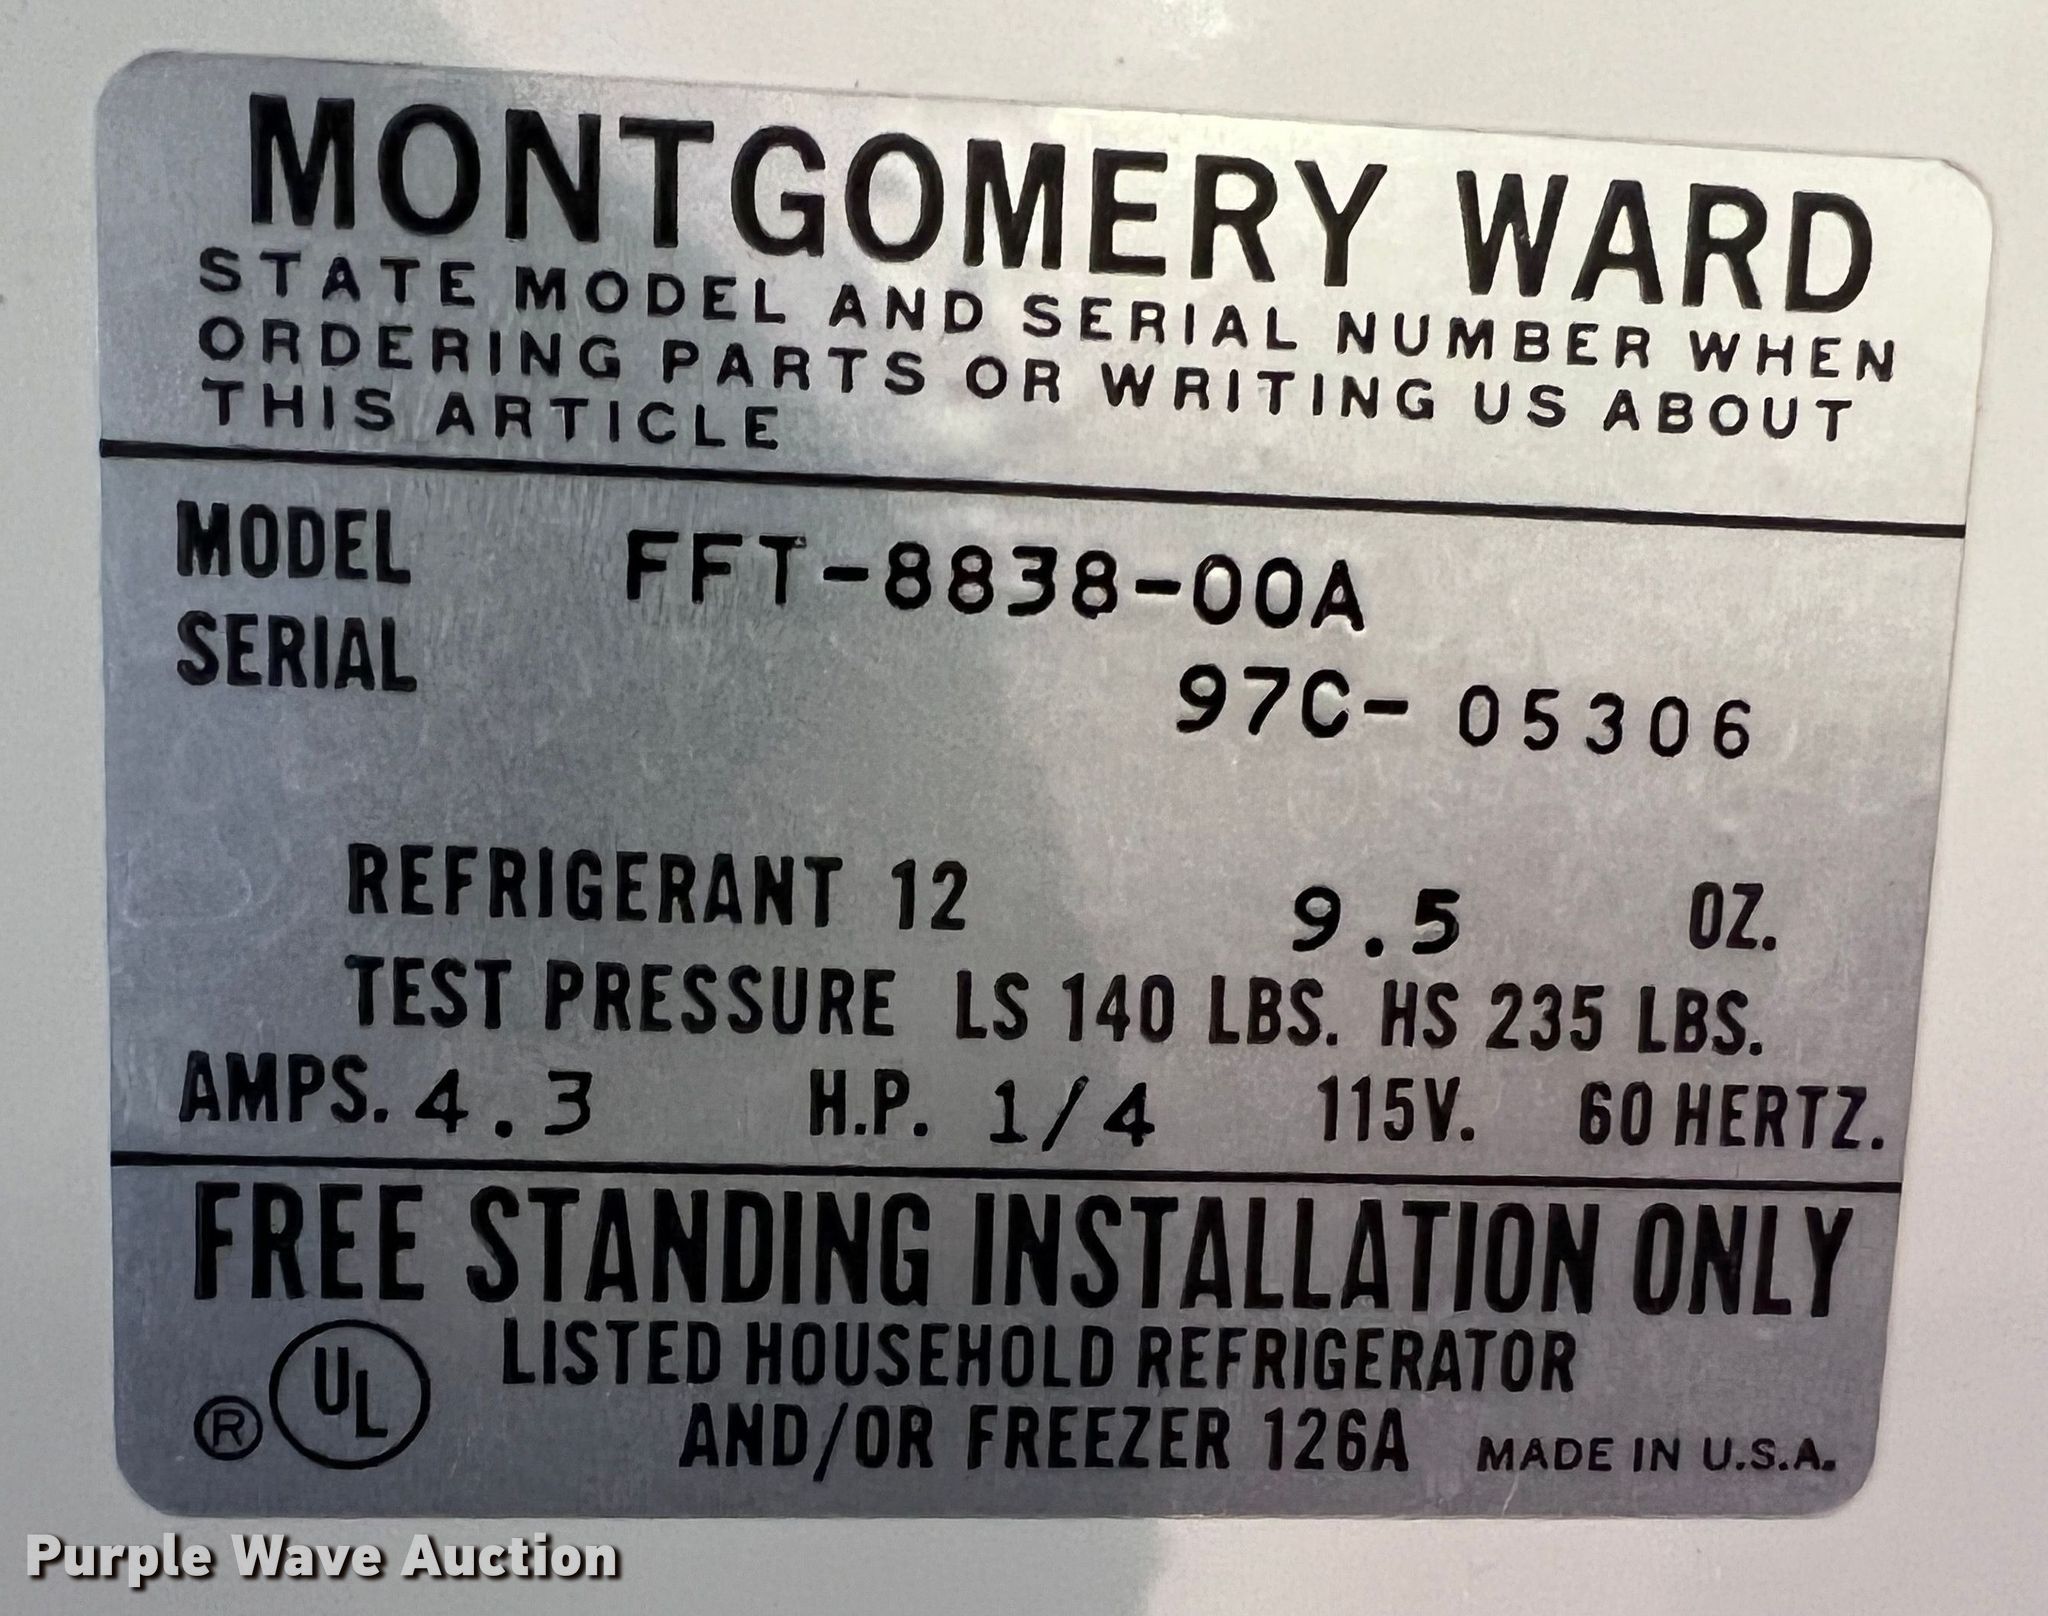 MONTGOMERY WARD
STATE MODEL AND SERIAL NUMBER WHEN
ORDERING PARTS OR WRITING US ABOUT
THIS ARTICLE
MODEL FFT-8838-00A
SERIAL 97C- 05306
REFRIGERANT 12 9.5 OZ.
TEST PRESSURE LS 140 LBS. HS 235 LBS.
AMPS. 4.3 H.P. 1/4 115V. 60 HERTZ.
FREE STANDING INSTALLATION ONLY
® UL LISTED HOUSEHOLD REFRIGERATOR
AND/OR FREEZER 126A MADE IN U.S.A.
Purple Wave Auction